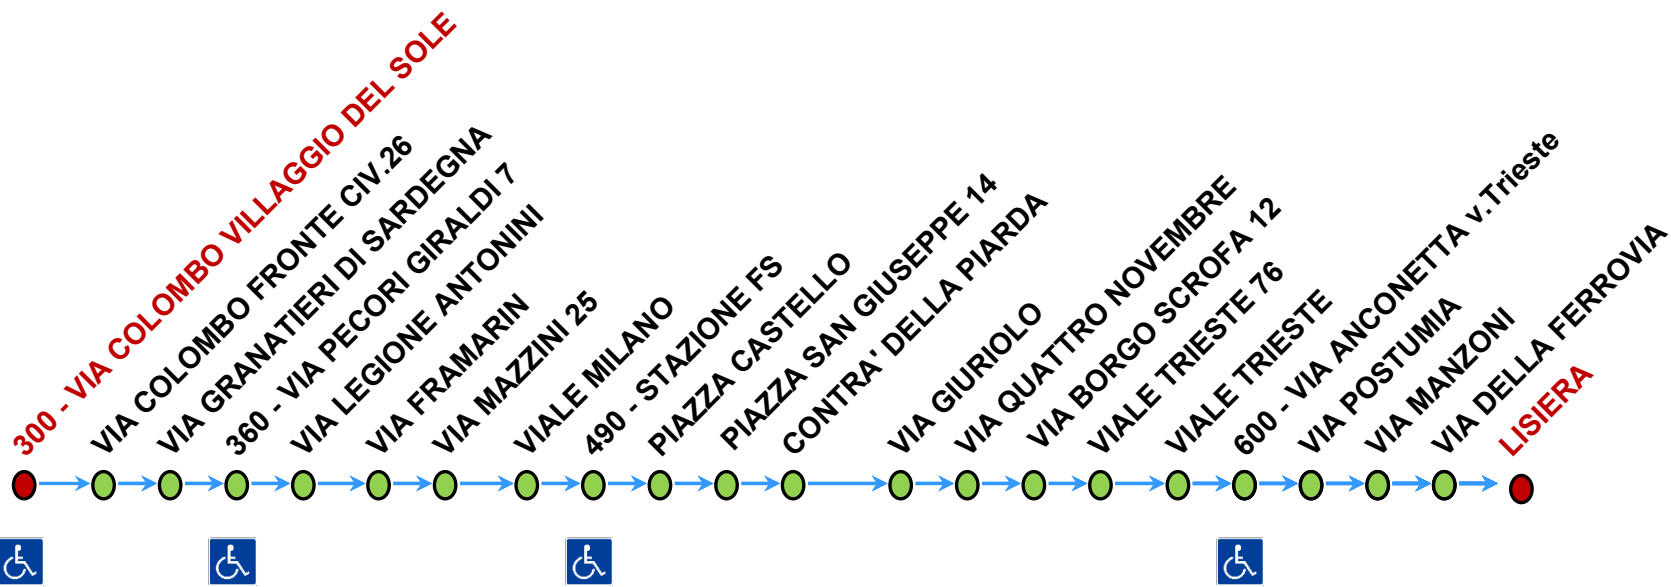 300 - VIA COLOMBO VILLAGGIO DEL SOLE
VIA COLOMBO FRONTE CIV.26
VIA GRANATIERI DI SARDEGNA
360 - VIA PECORI GIRALDI 7
VIA LEGIONE ANTONINI
VIA FRAMARIN
VIA MAZZINI 25
VIALE MILANO
490 - STAZIONE FS
PIAZZA CASTELLO
PIAZZA SAN GIUSEPPE 14
CONTRA' DELLA PIARDA
VIA GIURIOLO
VIA QUATTRO NOVEMBRE
VIA BORGO SCROFA 12
VIALE TRIESTE 76
VIALE TRIESTE
600 - VIA ANCONETTA v.Trieste
VIA POSTUMIA
VIA MANZONI
VIA DELLA FERROVIA
LISIERA